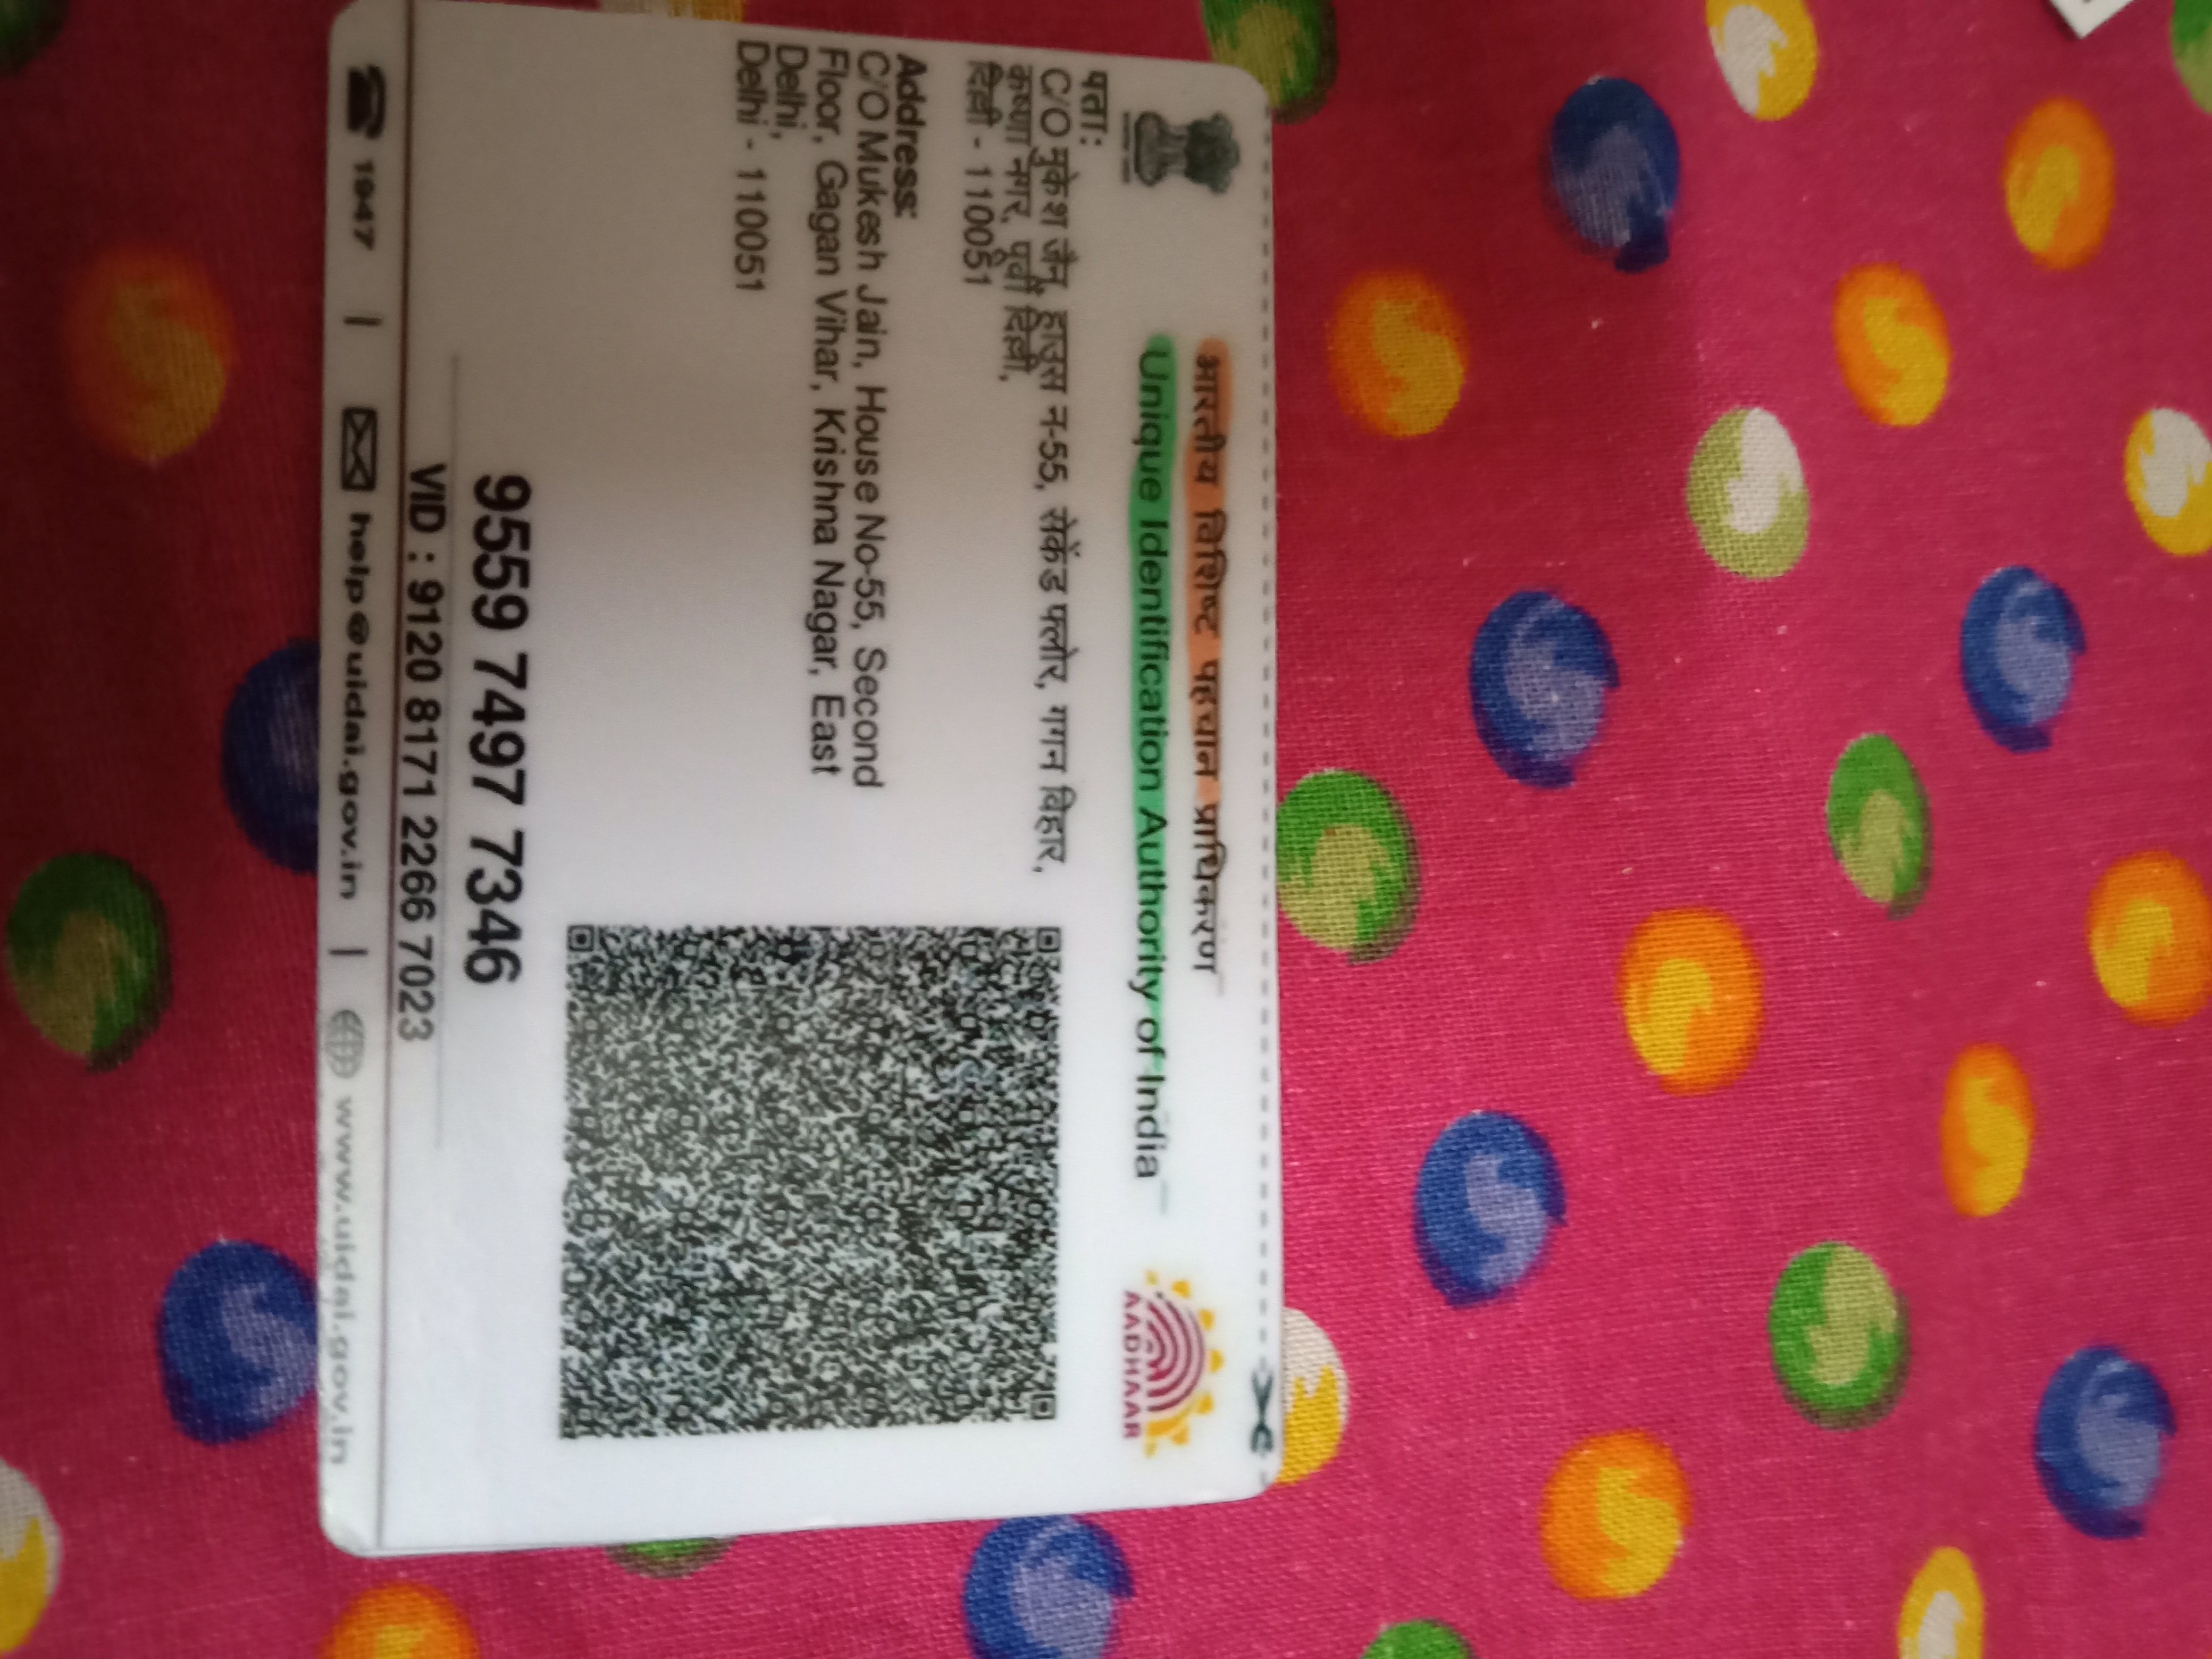 भारतीय विशिष्ट पहचान प्राधिकरण
Unique Identification Authority of India
AADHAAR
पता:
C/O मुकेश जैन, हाउस न-55, सेकेंड फ्लोर, गगन विहार,
कृष्णा नगर, पूर्वी दिल्ली,
दिल्ली - 110051
Address:
C/O Mukesh Jain, House No-55, Second
Floor, Gagan Vihar, Krishna Nagar, East
Delhi,
Delhi - 110051
9559 7497 7346
VID : 9120 8171 2266 7023
1947 | help@uidai.gov.in | www.uidai.gov.in